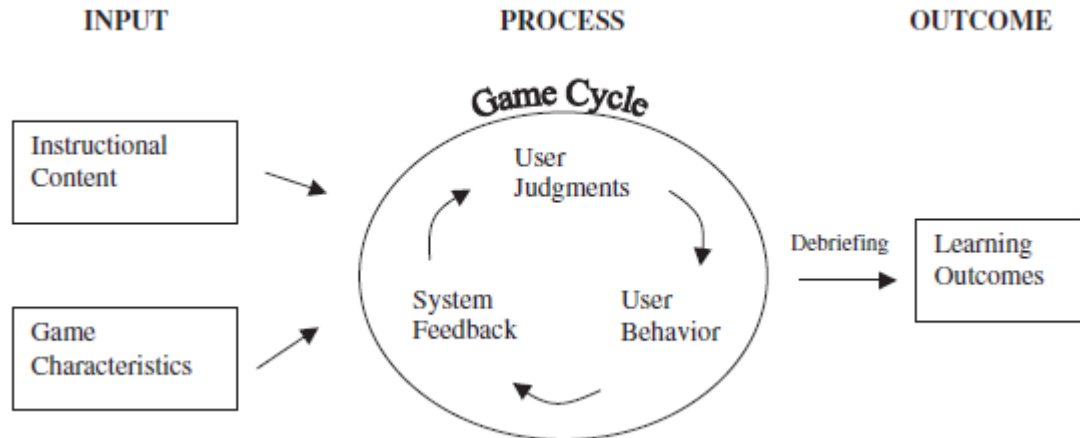 INPUT PROCESS OUTCOME
Game Cycle
Instructional
Content
User
Judgments
Debriefing
Learning
Outcomes
System
Feedback
User
Behavior
Game
Characteristics